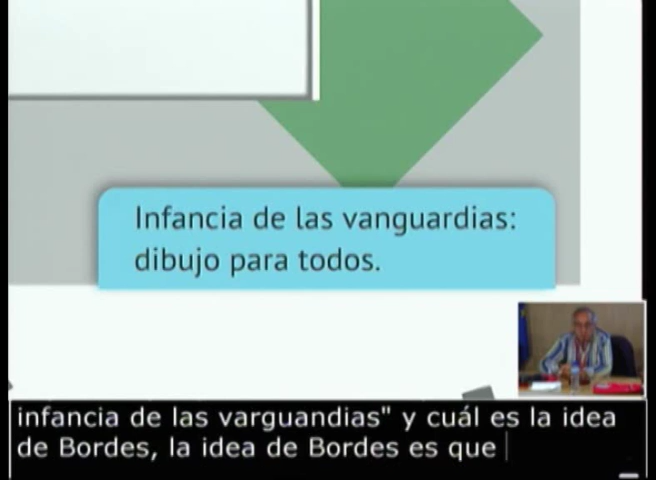 Infancia de las vanguardias:
dibujo para todos.
infancia de las varguandias" y cuál es la idea
de Bordes, la idea de Bordes es que